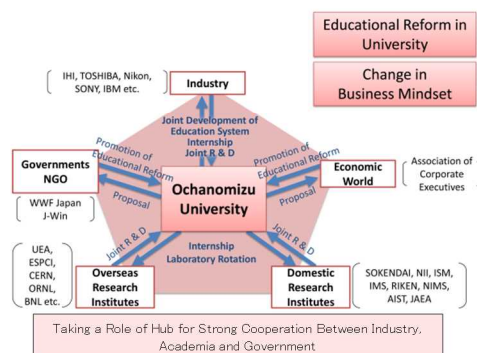 Educational Reform in
University
Change in
Business Mindset
IHI, TOSHIBA, Nikon,
SONY, IBM etc.
Industry
Joint Development of
Education System
Internship
Joint R & D
Promotion of
Educational Reform
Proposal
Governments
NGO
WWF Japan
J-Win
Ochanomizu
University
Promotion of
Educational Reform
Proposal
Economic
World
Association of
Corporate
Executives
Joint R & D
Internship
Laboratory Rotation
Joint R & D
UEA,
ESPCI,
CERN,
ORNL,
BNL etc.
Overseas
Research
Institutes
Domestic
Research
Institutes
SOKENDAI, NII, ISM,
IMS, RIKEN, NIMS,
AIST, JAEA
Taking a Role of Hub for Strong Cooperation Between Industry,
Academia and Government